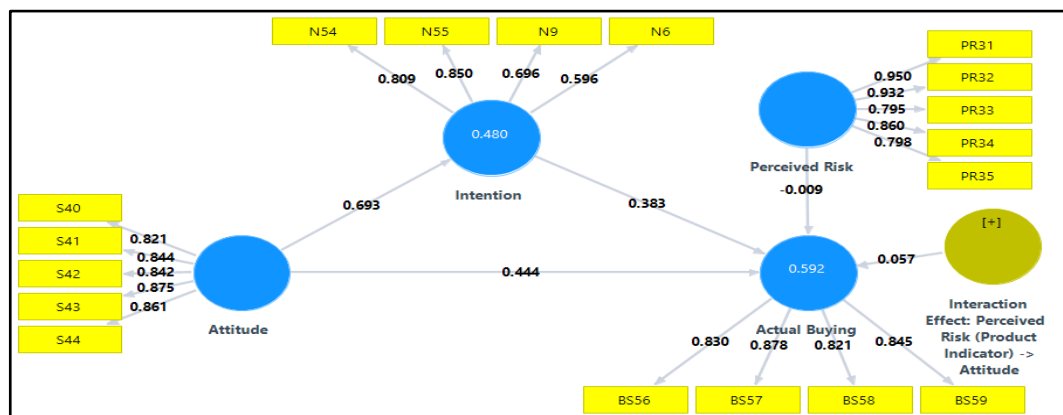 N54 N55 N9 N6
PR31
0.950
PR32
0.809 0.850 0.696 0.596
0.932
0.795
PR33
0.480
0.860
PR34
0.798
Perceived Risk
PR35
Intention
-0.009
S40
0.693
0.383
0.821
S41
[+]
0.844
S42
0.842
0.444
0.592
0.057
0.875
S43
0.861
S44
Attitude
Actual Buying
Interaction
Effect: Perceived
Risk (Product
Indicator) ->
Attitude
0.830 0.878 0.821 0.845
BS56 BS57 BS58 BS59